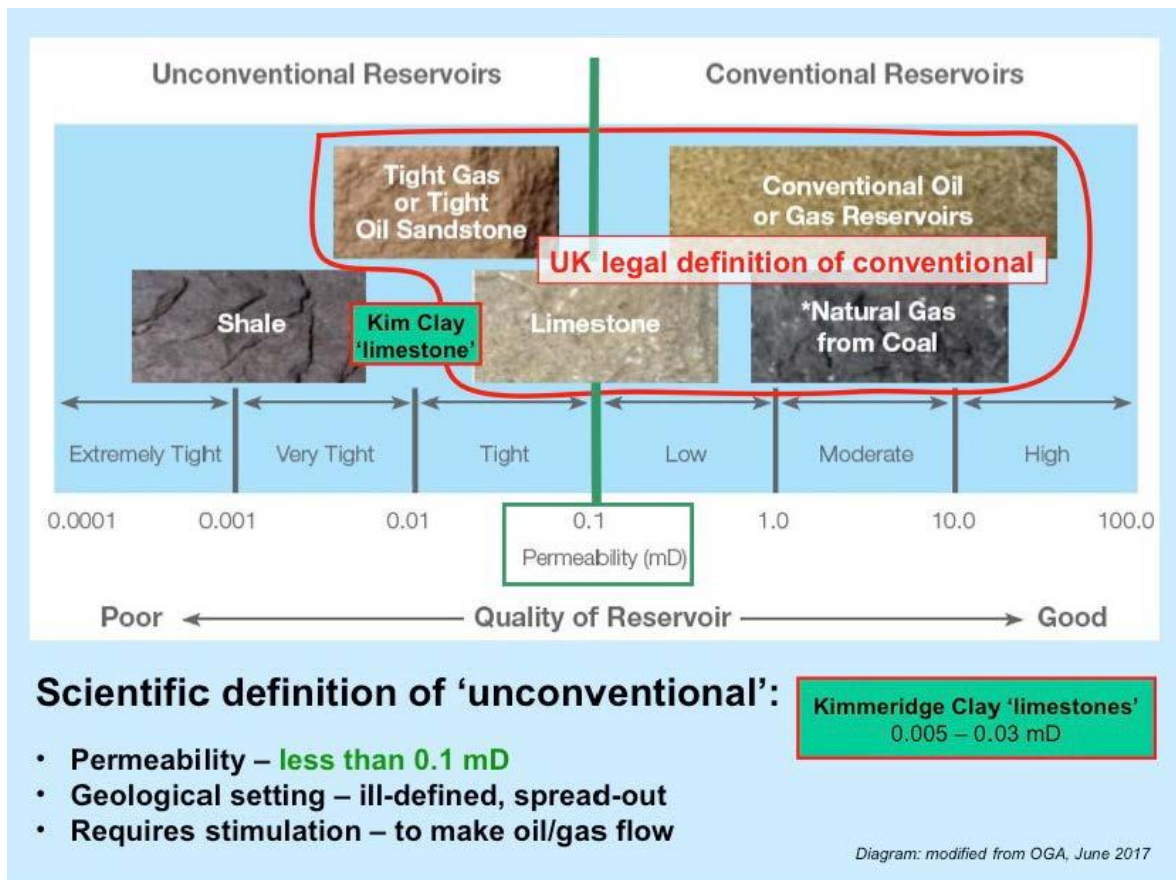 Unconventional Reservoirs
Conventional Reservoirs
Tight Gas
or Tight
Oil Sandstone
Conventional Oil
or Gas Reservoirs
UK legal definition of conventional
Shale
Kim Clay
'limestone'
Limestone
*Natural Gas
from Coal
Extremely Tight
Very Tight
Tight
Low
Moderate
High
0.0001
0.001
0.01
0.1
1.0
10.0
100.0
Permeability (mD)
Poor
Quality of Reservoir
Good
Scientific definition of 'unconventional':
Kimmeridge Clay 'limestones'
0.005 – 0.03 mD
• Permeability – less than 0.1 mD
• Geological setting – ill-defined, spread-out
• Requires stimulation – to make oil/gas flow
Diagram: modified from OGA, June 2017